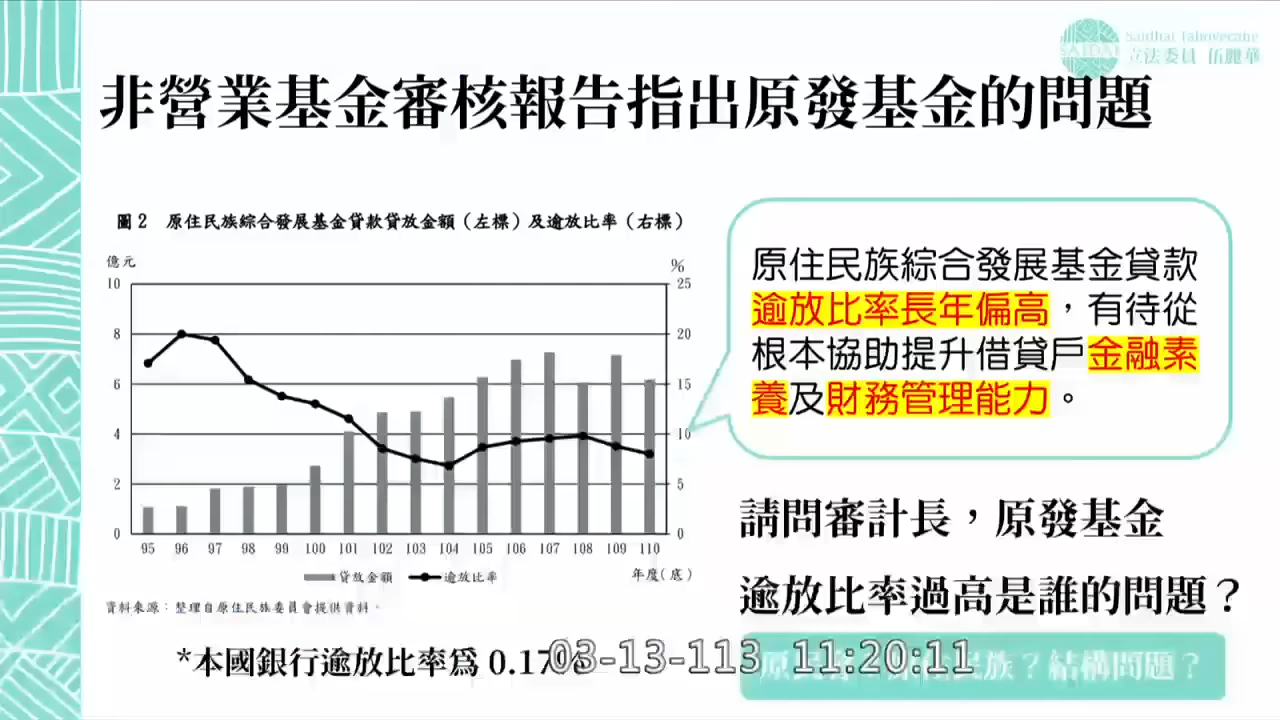 SAIDAI
Saidhai Tahovecahe
立法委員 伍麗華
非營業基金審核報告指出原發基金的問題
圖2 原住民族綜合發展基金貸款貸放金額（左標）及逾放比率（右標）
億元
%
10
8
6
4
2
0
25
20
15
10
5
0
95 96 97 98 99 100 101 102 103 104 105 106 107 108 109 110
貸放金額 逾放比率
年度（底）
資料來源：整理自原住民族委員會提供資料。
原住民族綜合發展基金貸款
逾放比率長年偏高，有待從
根本協助提升借貸戶金融素
養及財務管理能力。
請問審計長，原發基金
逾放比率過高是誰的問題？
民族？結構問題？
*本國銀行逾放比率為 0.17%
03-13-113 11:20:11